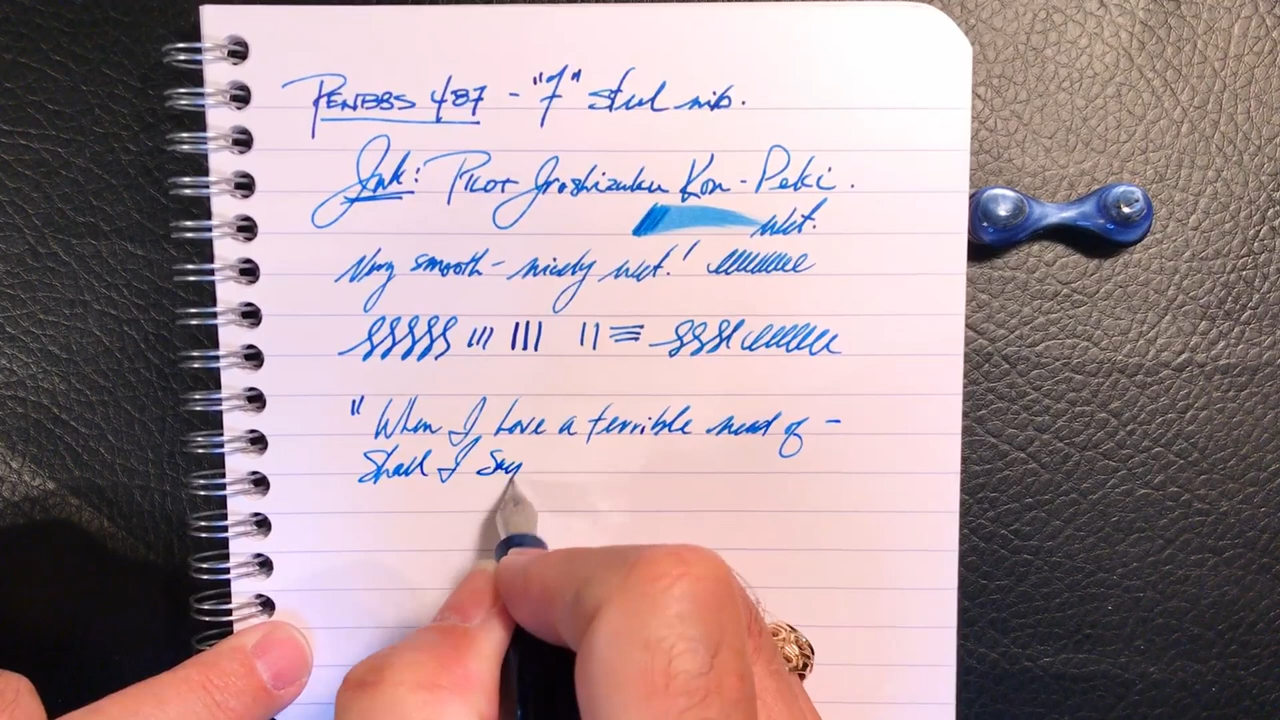 PENBBS 487 - "F" steel nib.
Ink: Pilot Iroshizuku Kon-Peki.
wet.
Very smooth - nicely wet!
"When I have a terrible need of -
Shall I Say